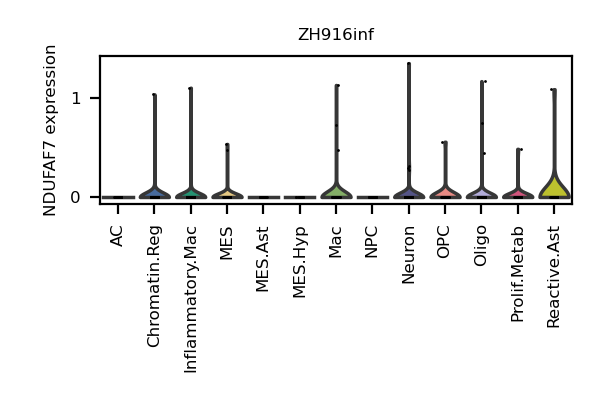 ZH916inf
NDUFAF7 expression
1
0
AC
Chromatin.Reg
Inflammatory.Mac
MES
MES.Ast
MES.Hyp
Mac
NPC
Neuron
OPC
Oligo
Prolif.Metab
Reactive.Ast